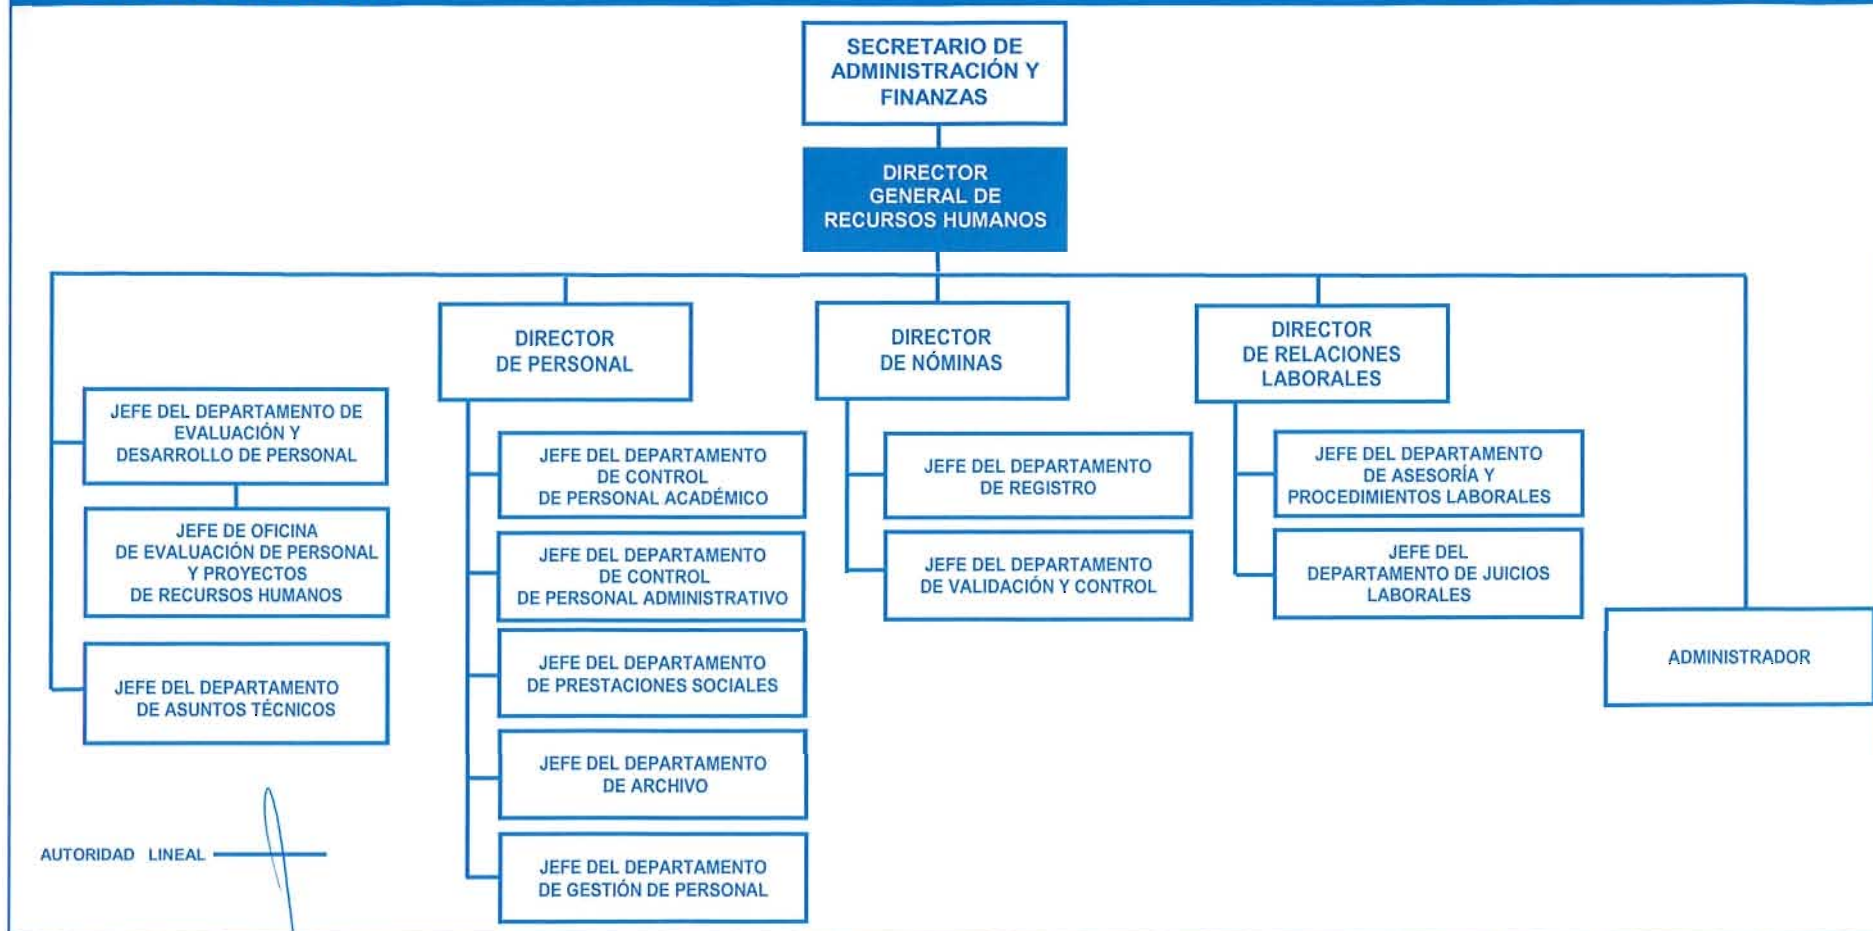 SECRETARIO DE
ADMINISTRACIÓN Y
FINANZAS
DIRECTOR
GENERAL DE
RECURSOS HUMANOS
JEFE DEL DEPARTAMENTO DE
EVALUACIÓN Y
DESARROLLO DE PERSONAL
JEFE DE OFICINA
DE EVALUACIÓN DE PERSONAL
Y PROYECTOS
DE RECURSOS HUMANOS
JEFE DEL DEPARTAMENTO
DE ASUNTOS TÉCNICOS
DIRECTOR
DE PERSONAL
JEFE DEL DEPARTAMENTO
DE CONTROL
DE PERSONAL ACADÉMICO
JEFE DEL DEPARTAMENTO
DE CONTROL
DE PERSONAL ADMINISTRATIVO
JEFE DEL DEPARTAMENTO
DE PRESTACIONES SOCIALES
JEFE DEL DEPARTAMENTO
DE ARCHIVO
JEFE DEL DEPARTAMENTO
DE GESTIÓN DE PERSONAL
DIRECTOR
DE NÓMINAS
JEFE DEL DEPARTAMENTO
DE REGISTRO
JEFE DEL DEPARTAMENTO
DE VALIDACIÓN Y CONTROL
DIRECTOR
DE RELACIONES
LABORALES
JEFE DEL DEPARTAMENTO
DE ASESORÍA Y
PROCEDIMIENTOS LABORALES
JEFE DEL
DEPARTAMENTO DE JUICIOS
LABORALES
ADMINISTRADOR
AUTORIDAD LINEAL